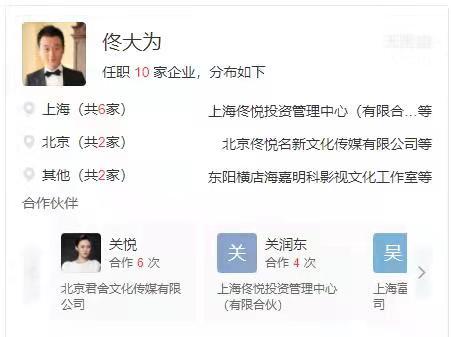 佟大为
任职 10 家企业，分布如下
上海（共6家）
上海佟悦投资管理中心（有限合...等
北京（共2家）
北京佟悦名新文化传媒有限公司等
其他（共2家）
东阳横店海嘉明科影视文化工作室等
合作伙伴
关悦
合作 6 次
北京君舍文化传媒有限
公司
关
关润东
合作 4 次
上海佟悦投资管理中心
（有限合伙）
吴
上海富
司